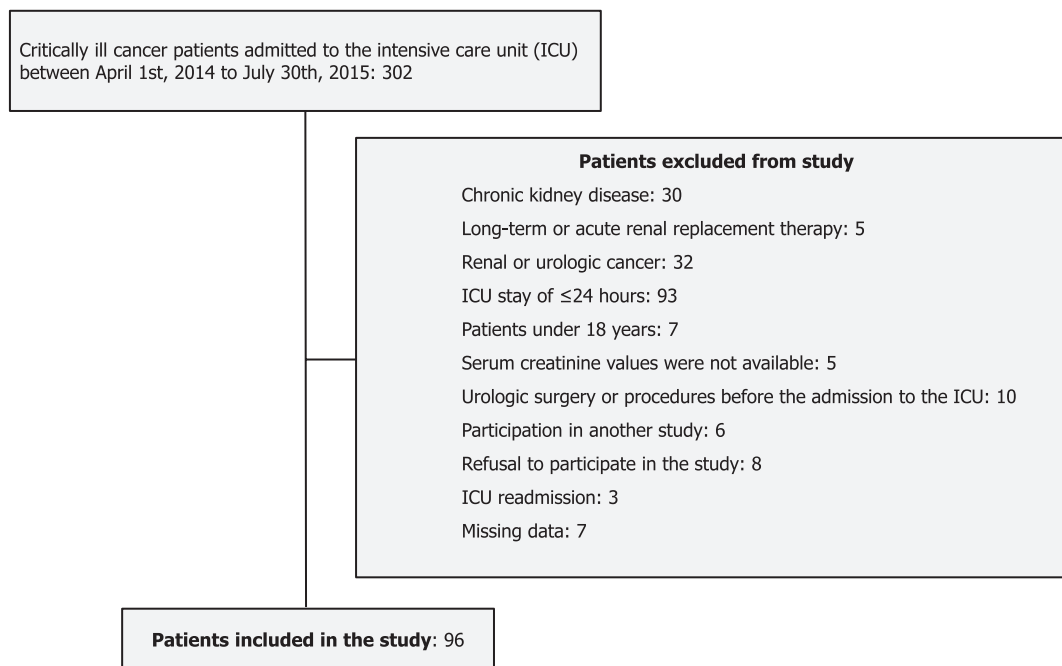 Critically ill cancer patients admitted to the intensive care unit (ICU)
between April 1st, 2014 to July 30th, 2015: 302
Patients excluded from study
Chronic kidney disease: 30
Long-term or acute renal replacement therapy: 5
Renal or urologic cancer: 32
ICU stay of ≤24 hours: 93
Patients under 18 years: 7
Serum creatinine values were not available: 5
Urologic surgery or procedures before the admission to the ICU: 10
Participation in another study: 6
Refusal to participate in the study: 8
ICU readmission: 3
Missing data: 7
Patients included in the study: 96